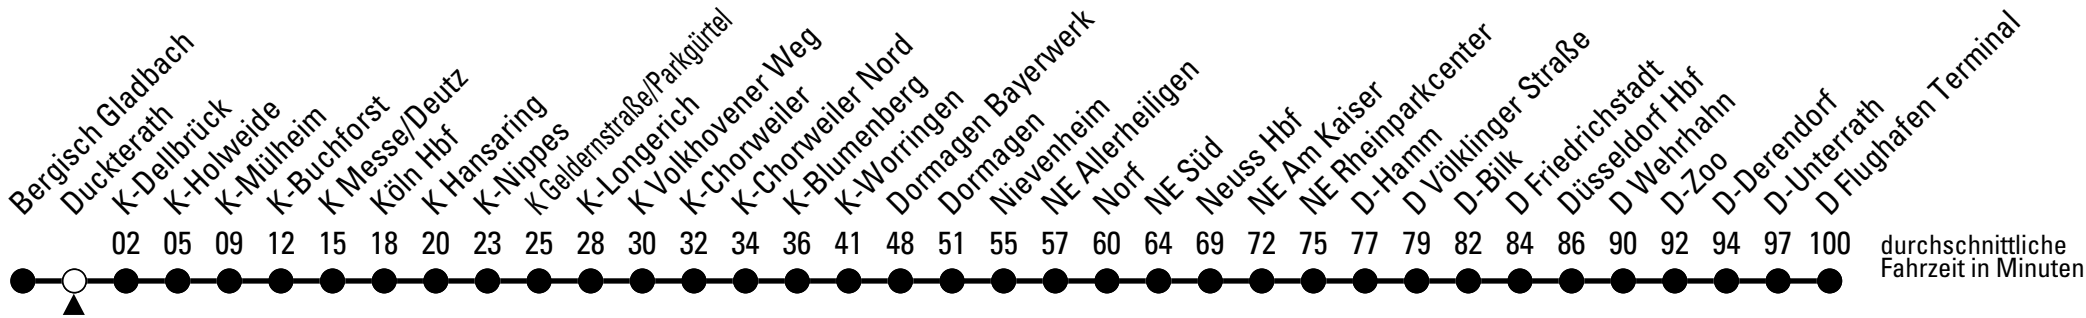 Bergisch Gladbach
Duckterath
K-Dellbrück
K-Holweide
K-Mülheim
K-Buchforst
K Messe/Deutz
Köln Hbf
K Hansaring
K-Nippes
K Geldernstraße/Parkgürtel
K-Longerich
K Volkhovener Weg
K-Chorweiler
K-Chorweiler Nord
K-Blumenberg
K-Worringen
Dormagen Bayerwerk
Dormagen
Nievenheim
NE Allerheiligen
Norf
NE Süd
Neuss Hbf
NE Am Kaiser
NE Rheinparkcenter
D-Hamm
D Völklinger Straße
D-Bilk
D Friedrichstadt
Düsseldorf Hbf
D Wehrhahn
D-Zoo
D-Derendorf
D-Unterrath
D Flughafen Terminal
02 05 09 12 15 18 20 23 25 28 30 32 34 36 41 48 51 55 57 60 64 69 72 75 77 79 82 84 86 90 92 94 97 100
durchschnittliche
Fahrzeit in Minuten